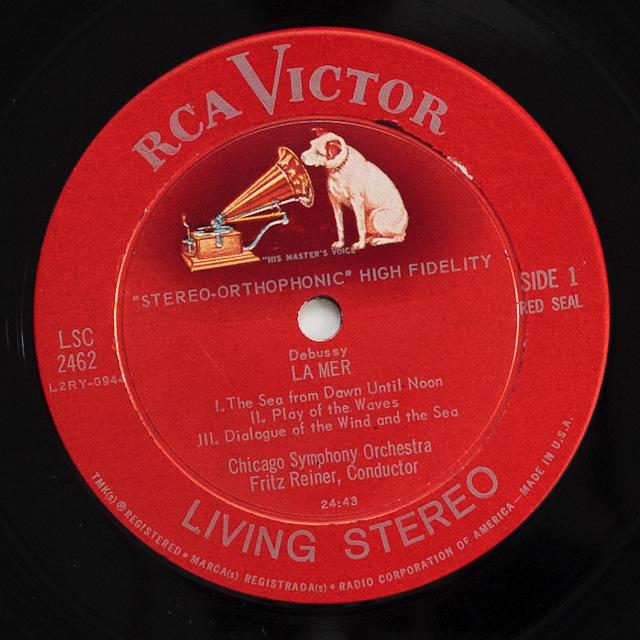 RCA VICTOR
"HIS MASTER'S VOICE"
"STEREO-ORTHOPHONIC" HIGH FIDELITY
SIDE 1
RED SEAL
LSC
2462
L2RY-0944
Debussy
LA MER
I. The Sea from Dawn Until Noon
II. Play of the Waves
III. Dialogue of the Wind and the Sea
Chicago Symphony Orchestra
Fritz Reiner, Conductor
24:43
LIVING STEREO
TMK(s) ® REGISTERED • MARCA(s) REGISTRADA(s) • RADIO CORPORATION OF AMERICA — MADE IN U.S.A.